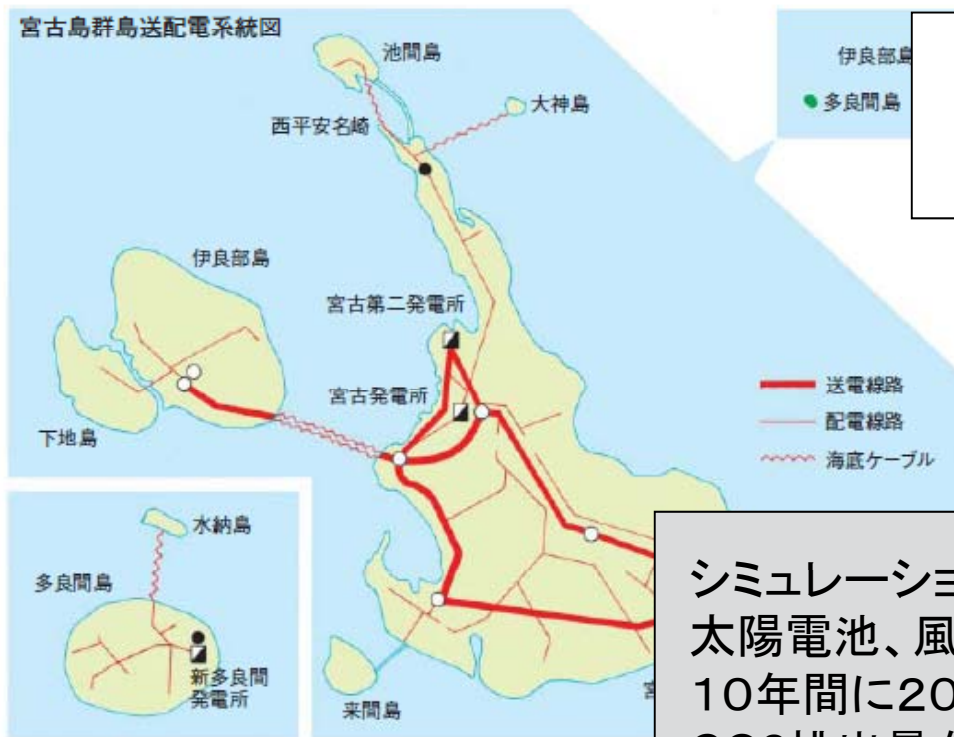 宮古島群島送配電系統図
池間島
大神島
西平安名崎
伊良部島
多良間島
伊良部島
宮古第二発電所
宮古発電所
下地島
送電線路
配電線路
海底ケーブル
水納島
多良間島
新多良間
発電所
来間島
シミュレーショ
太陽電池、風
10年間に20